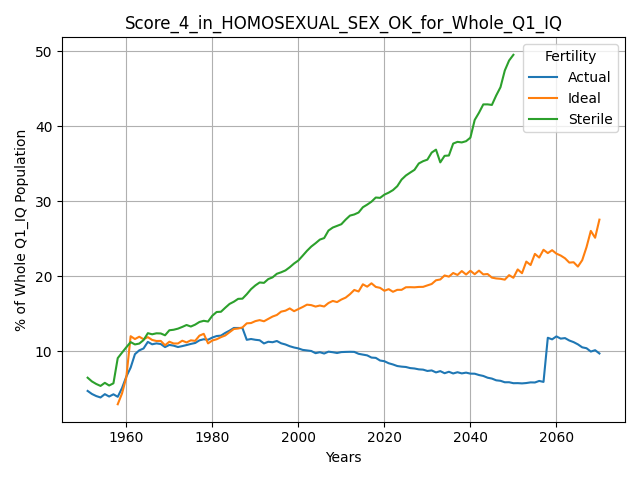 Score_4_in_HOMOSEXUAL_SEX_OK_for_Whole_Q1_IQ
% of Whole Q1_IQ Population
50
40
30
20
10
Fertility
Actual
Ideal
Sterile
1960 1980 2000 2020 2040 2060
Years